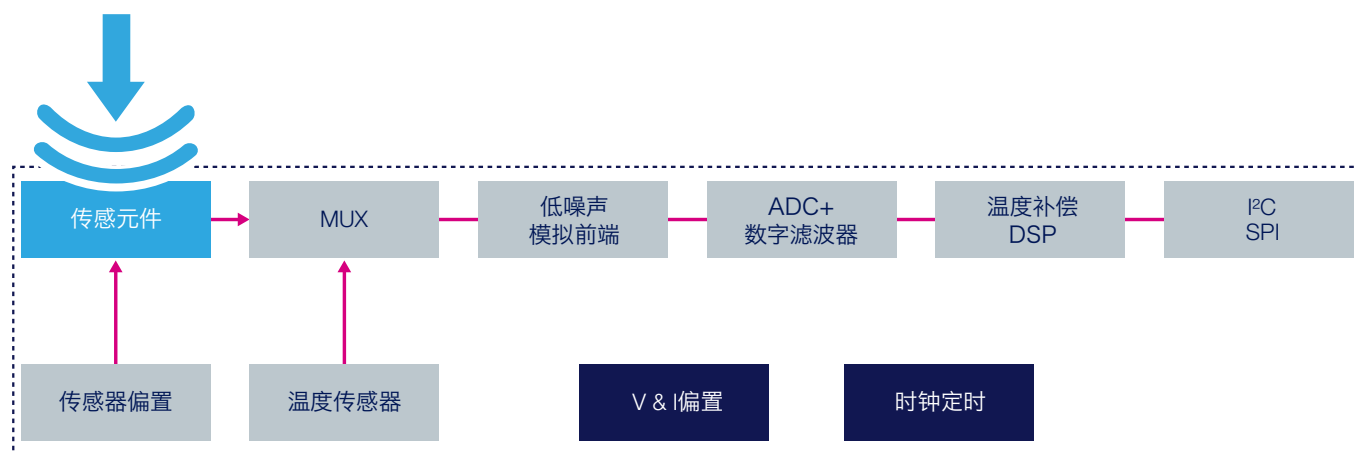 传感元件
MUX
低噪声
模拟前端
ADC+
数字滤波器
温度补偿
DSP
I²C
SPI
传感器偏置
温度传感器
V & I偏置
时钟定时